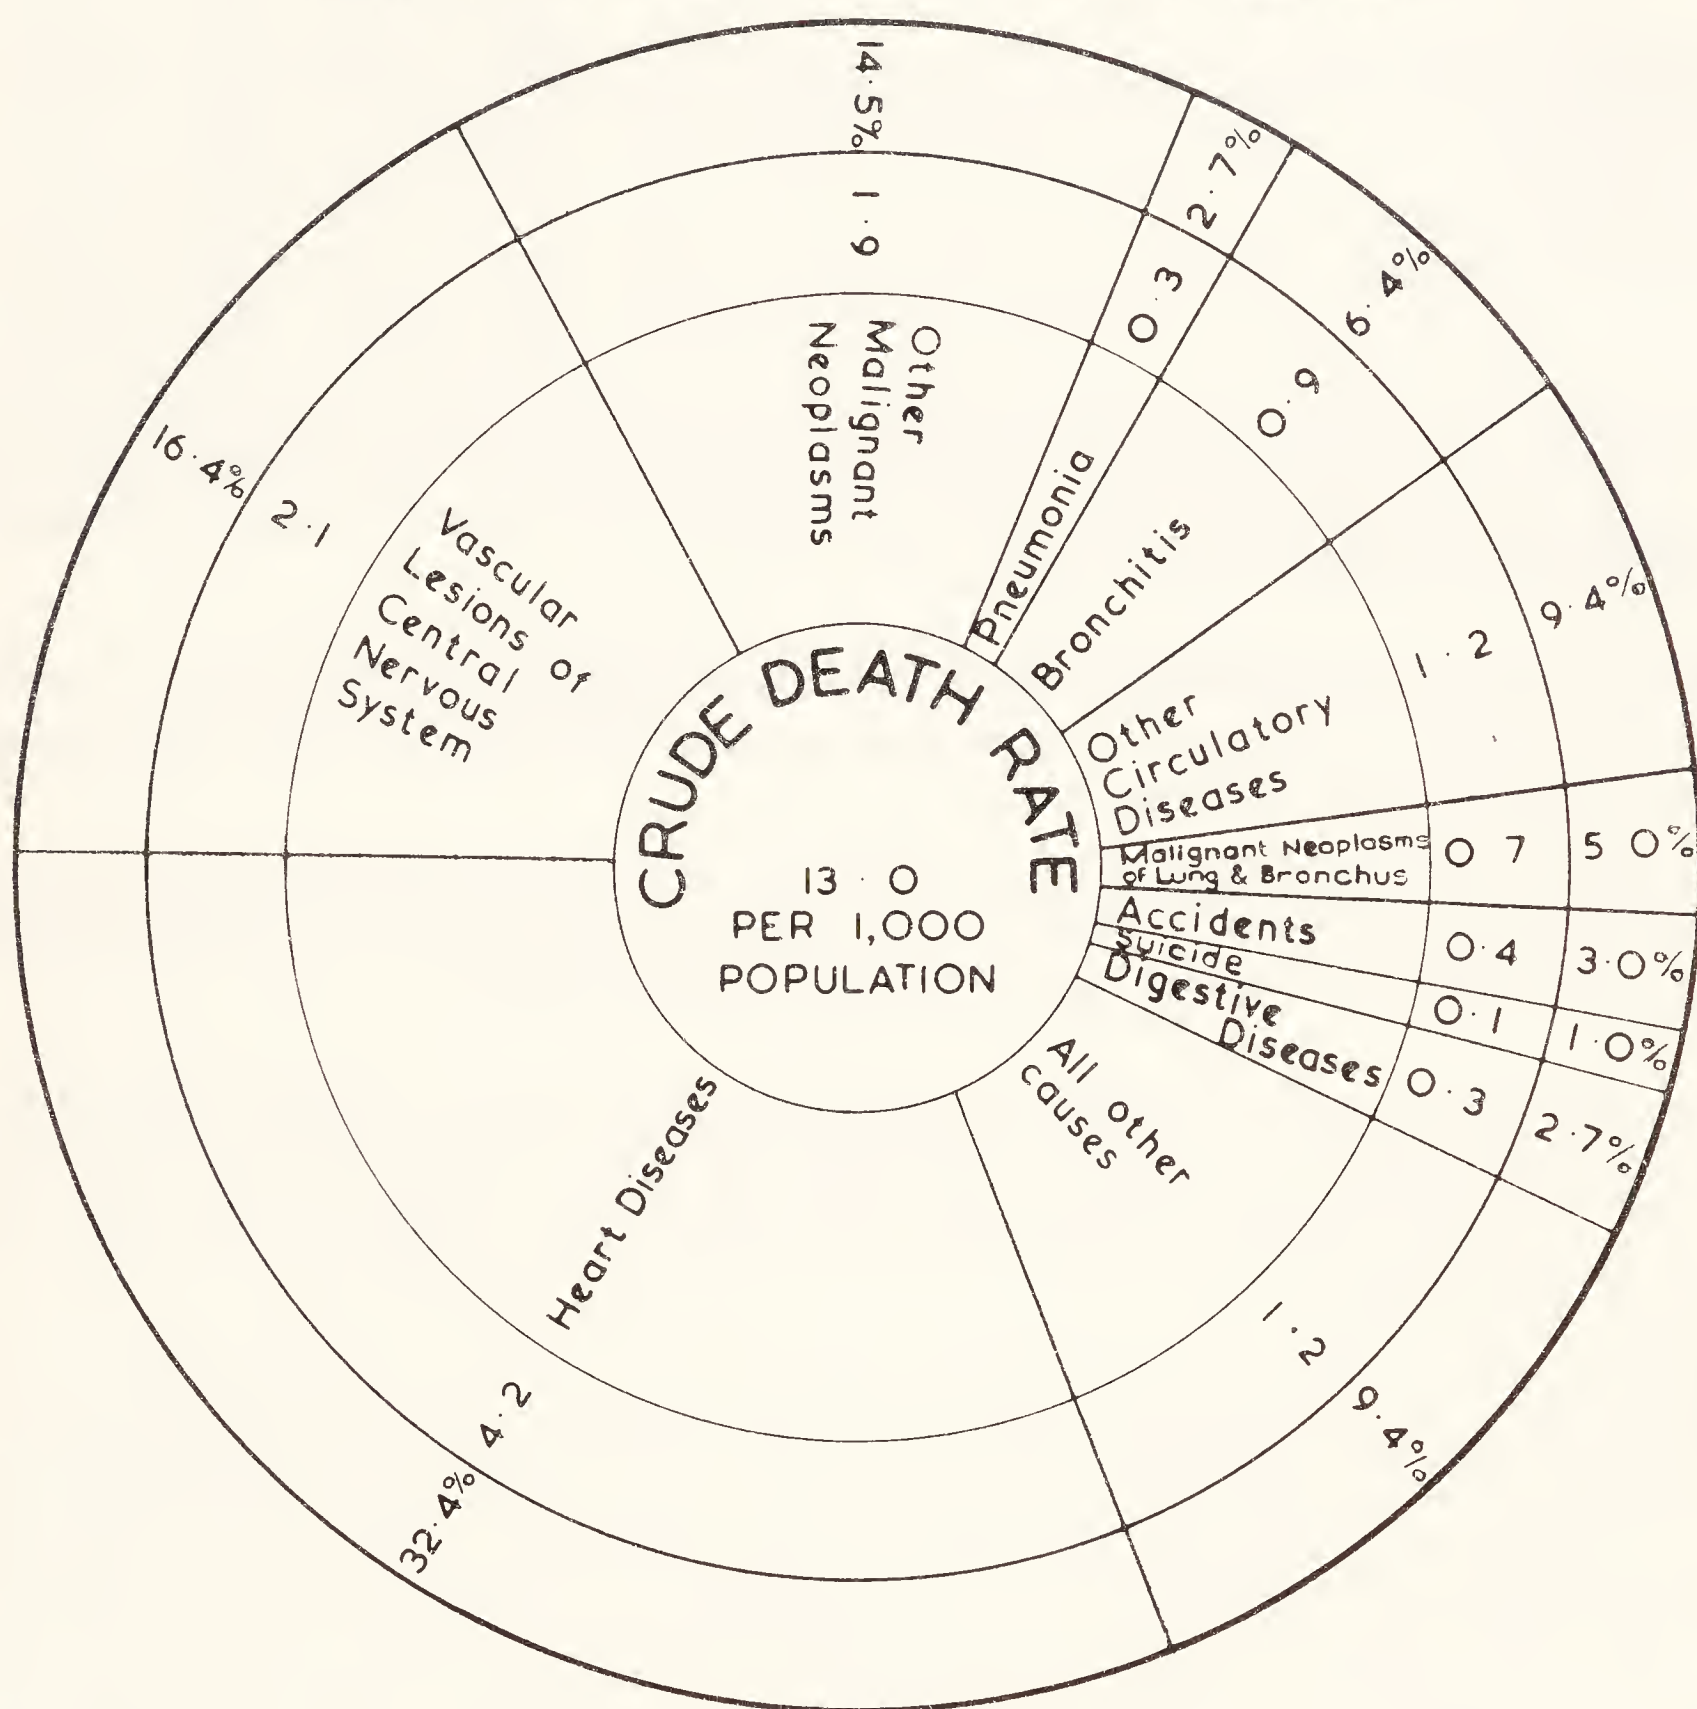 CRUDE DEATH RATE
13·0
PER 1,000
POPULATION
Other
Malignant
Neoplasms
1·9
14·5%
Pneumonia
0·3
2·7%
Bronchitis
0·9
6·4%
Other
Circulatory
Diseases
1·2
9·4%
Malignant Neoplasms
of Lung & Bronchus
0 7
5 0%
Accidents
0·4
3·0%
Suicide
0·1
1·0%
Digestive
Diseases
0·3
2·7%
All other
causes
1·2
9·4%
Heart Diseases
4·2
32·4%
Vascular
Lesions of
Central
Nervous
System
2·1
16·4%